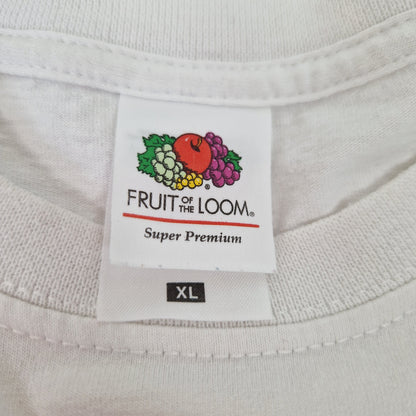 FRUIT OF THE LOOM®
Super Premium
XL